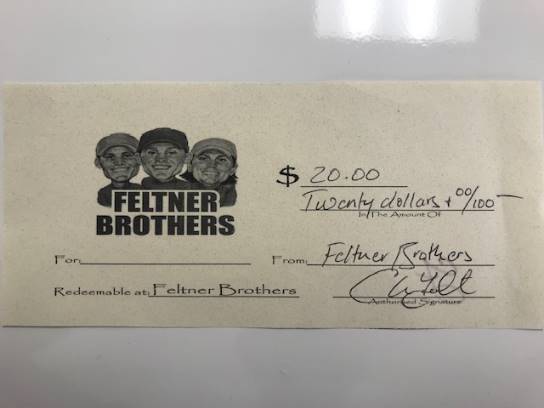 FELTNER
BROTHERS
$ 20.00
Twenty dollars + 00/100
In The Amount Of
For: From: Feltner Brothers
Redeemable at: Feltner Brothers
Authorized Signature